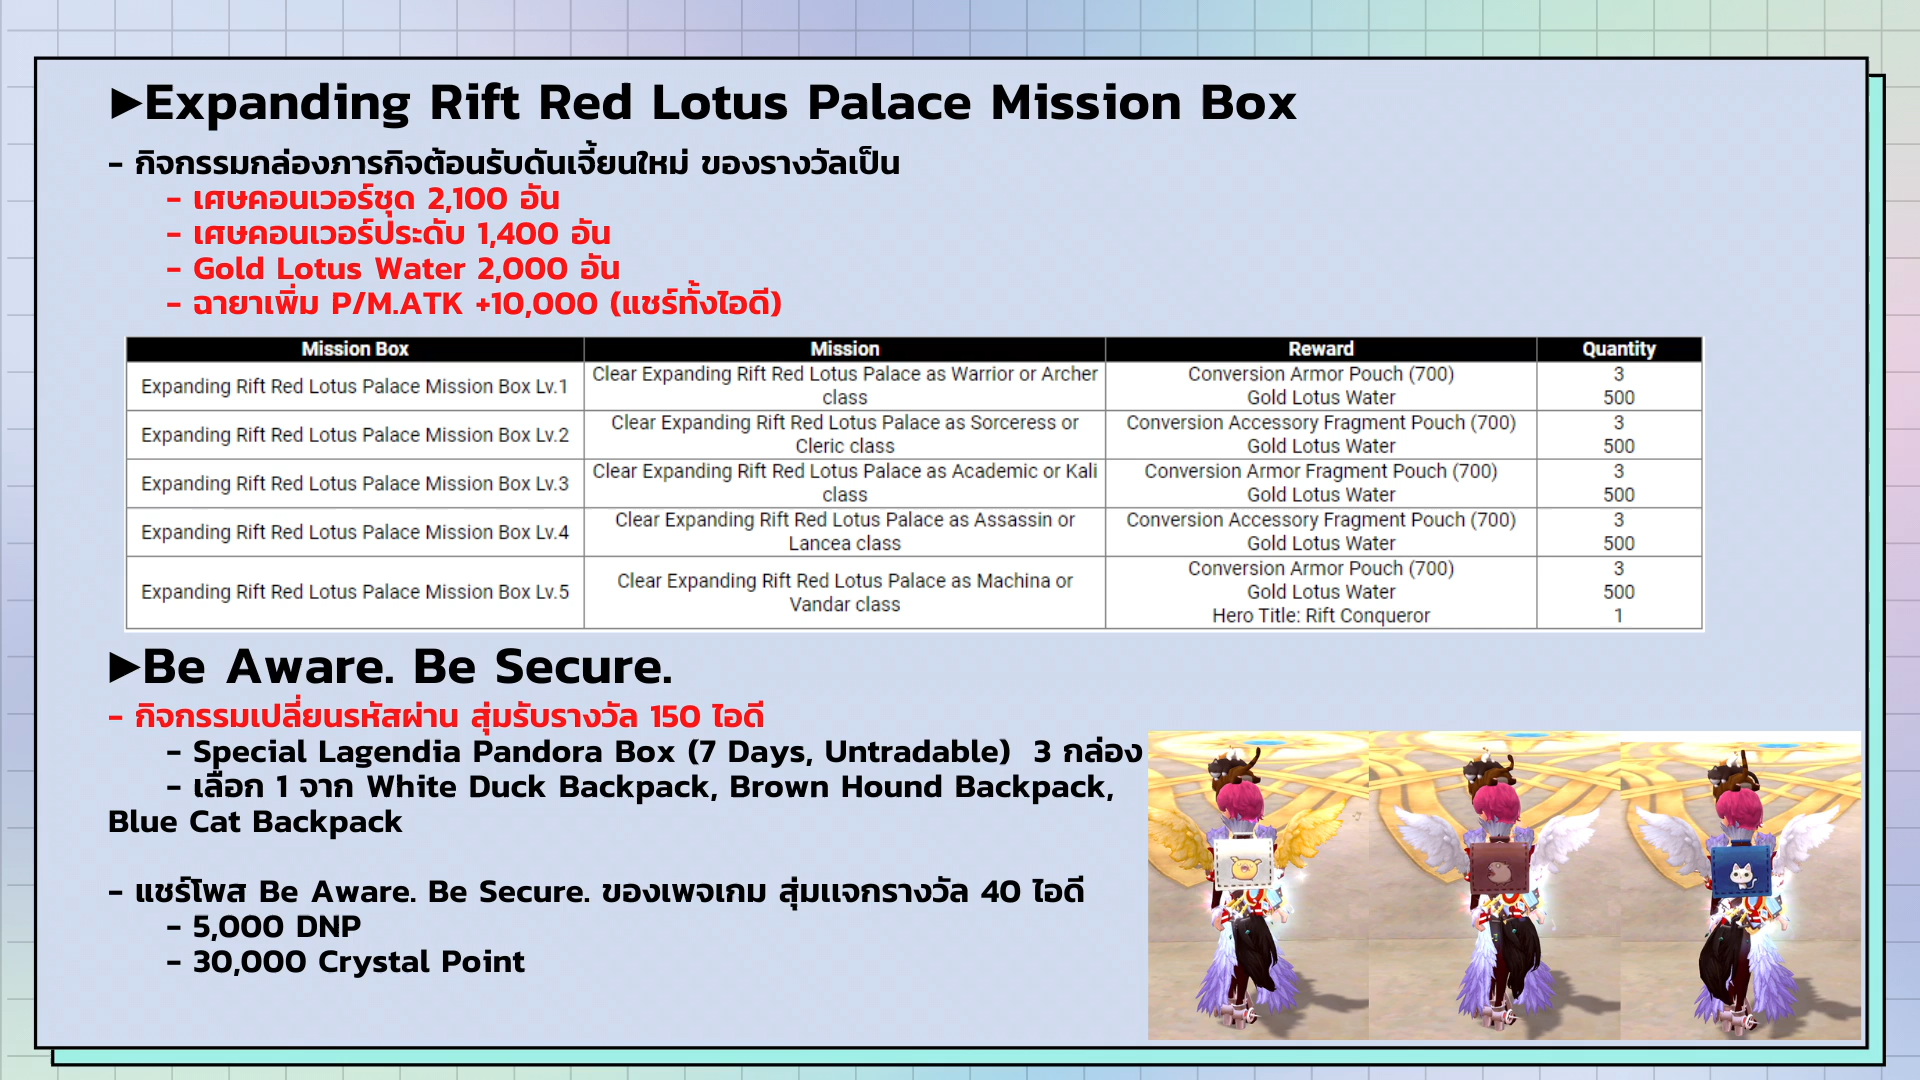 ►Expanding Rift Red Lotus Palace Mission Box
- กิจกรรมกล่องภารกิจต้อนรับดันเจี้ยนใหม่ ของรางวัลเป็น
- เศษคอนเวอร์ชุด 2,100 อัน
- เศษคอนเวอร์ประดับ 1,400 อัน
- Gold Lotus Water 2,000 อัน
- ฉายาเพิ่ม P/M.ATK +10,000 (แชร์ทั้งไอดี)
Mission Box Mission Reward Quantity
Expanding Rift Red Lotus Palace Mission Box Lv.1
Clear Expanding Rift Red Lotus Palace as Warrior or Archer
class
Conversion Armor Pouch (700)
Gold Lotus Water
3
500
Expanding Rift Red Lotus Palace Mission Box Lv.2
Clear Expanding Rift Red Lotus Palace as Sorceress or
Cleric class
Conversion Accessory Fragment Pouch (700)
Gold Lotus Water
3
500
Expanding Rift Red Lotus Palace Mission Box Lv.3
Clear Expanding Rift Red Lotus Palace as Academic or Kali
class
Conversion Armor Fragment Pouch (700)
Gold Lotus Water
3
500
Expanding Rift Red Lotus Palace Mission Box Lv.4
Clear Expanding Rift Red Lotus Palace as Assassin or
Lancea class
Conversion Accessory Fragment Pouch (700)
Gold Lotus Water
3
500
Expanding Rift Red Lotus Palace Mission Box Lv.5
Clear Expanding Rift Red Lotus Palace as Machina or
Vandar class
Conversion Armor Pouch (700)
Gold Lotus Water
Hero Title: Rift Conqueror
3
500
1
►Be Aware. Be Secure.
- กิจกรรมเปลี่ยนรหัสผ่าน สุ่มรับรางวัล 150 ไอดี
- Special Lagendia Pandora Box (7 Days, Untradable) 3 กล่อง
- เลือก 1 จาก White Duck Backpack, Brown Hound Backpack,
Blue Cat Backpack
- แชร์โพส Be Aware. Be Secure. ของเพจเกม สุ่มแจกรางวัล 40 ไอดี
- 5,000 DNP
- 30,000 Crystal Point